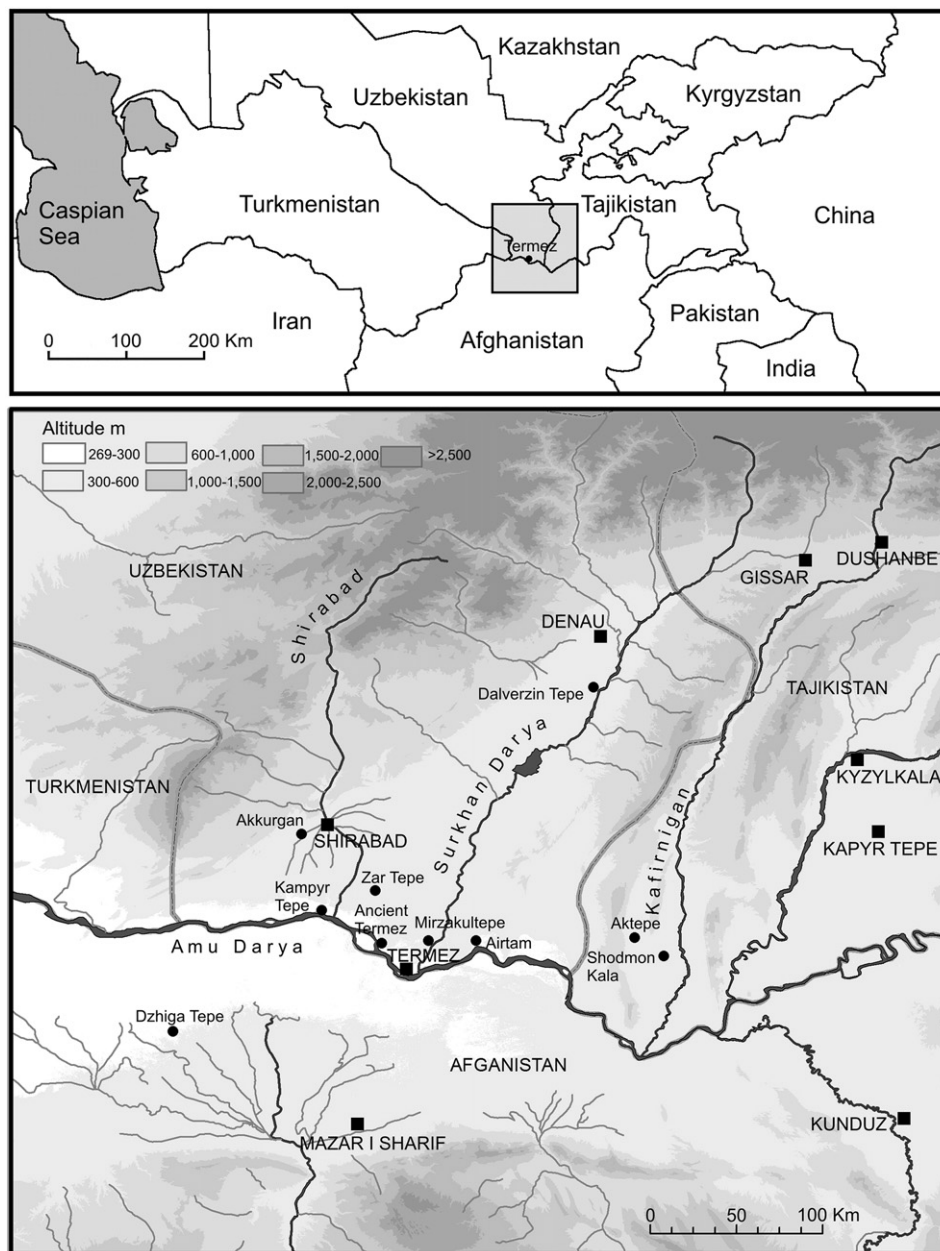 Kazakhstan
Uzbekistan
Kyrgyzstan
Caspian
Sea
Turkmenistan
Tajikistan
China
Termez
Iran
Afghanistan
Pakistan
India
0 100 200 Km
Altitude m
269-300 600-1,000 1,500-2,000 >2,500
300-600 1,000-1,500 2,000-2,500
UZBEKISTAN
Shirabad
GISSAR
DUSHANBE
DENAU
Dalverzin Tepe
TAJIKISTAN
Surkhan Darya
TURKMENISTAN
KYZYLKALA
Akkurgan
SHIRABAD
KAPYR TEPE
Kafirnigan
Zar Tepe
Kampyr
Tepe
Ancient
Termez
Mirzakultepe
Airtam
Aktepe
Amu Darya
TERMEZ
Shodmon
Kala
Dzhiga Tepe
AFGANISTAN
MAZAR I SHARIF
KUNDUZ
0 50 100 Km